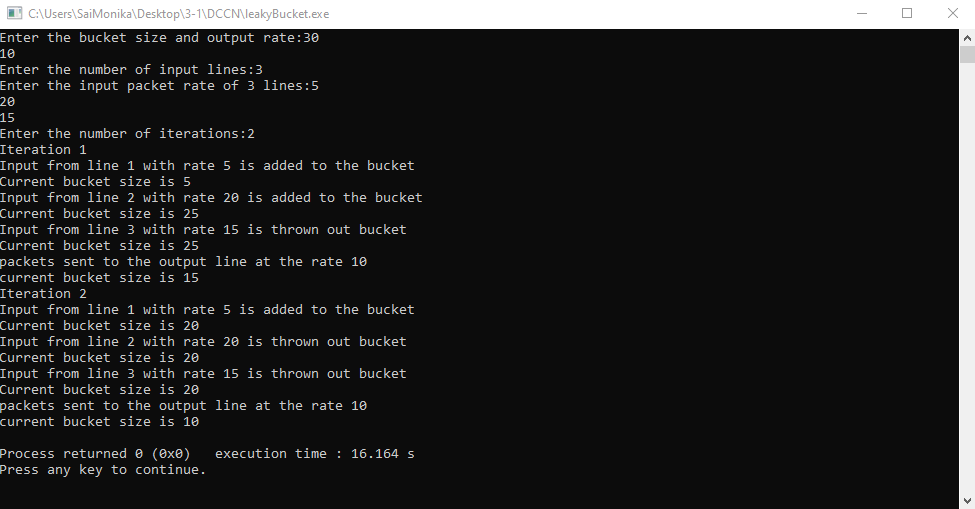 C:\Users\SaiMonika\Desktop\3-1\DCCN\leakyBucket.exe
Enter the bucket size and output rate:30
10
Enter the number of input lines:3
Enter the input packet rate of 3 lines:5
20
15
Enter the number of iterations:2
Iteration 1
Input from line 1 with rate 5 is added to the bucket
Current bucket size is 5
Input from line 2 with rate 20 is added to the bucket
Current bucket size is 25
Input from line 3 with rate 15 is thrown out bucket
Current bucket size is 25
packets sent to the output line at the rate 10
current bucket size is 15
Iteration 2
Input from line 1 with rate 5 is added to the bucket
Current bucket size is 20
Input from line 2 with rate 20 is thrown out bucket
Current bucket size is 20
Input from line 3 with rate 15 is thrown out bucket
Current bucket size is 20
packets sent to the output line at the rate 10
current bucket size is 10
Process returned 0 (0x0)   execution time : 16.164 s
Press any key to continue.